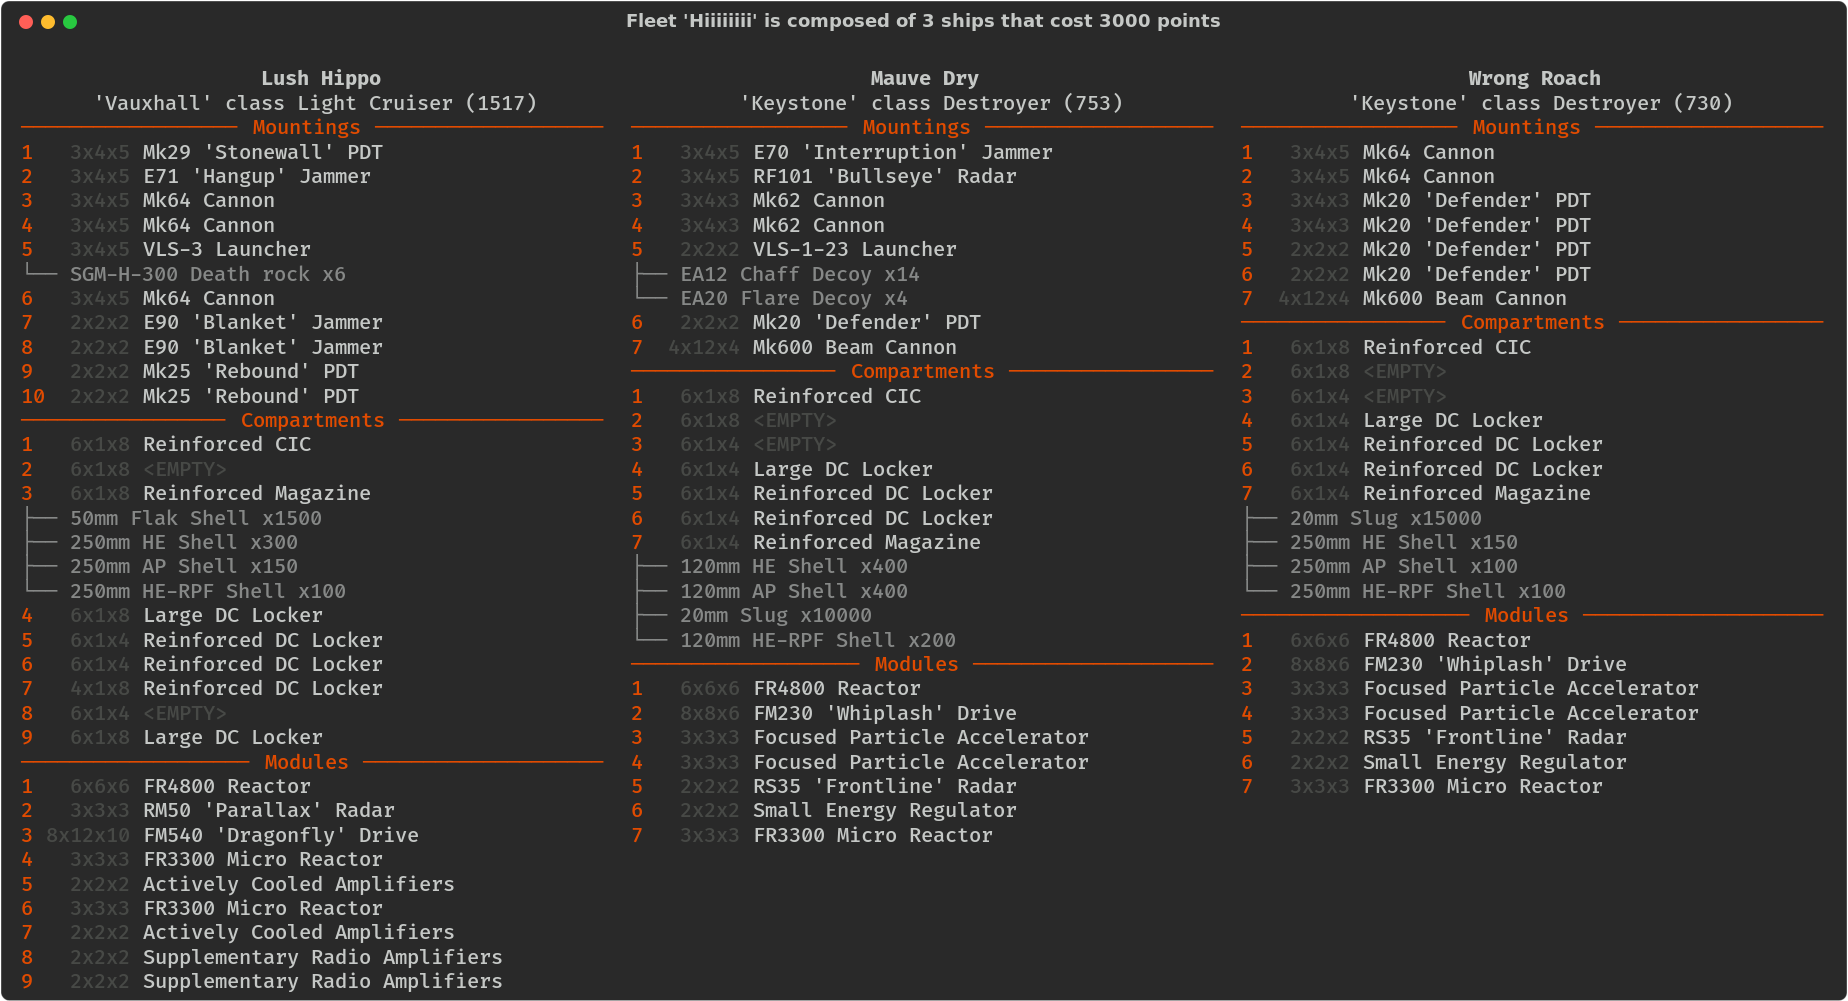 Fleet 'Hiiiiiiii' is composed of 3 ships that cost 3000 points
Lush Hippo
'Vauxhall' class Light Cruiser (1517)
Mountings
1 3x4x5 Mk29 'Stonewall' PDT
2 3x4x5 E71 'Hangup' Jammer
3 3x4x5 Mk64 Cannon
4 3x4x5 Mk64 Cannon
5 3x4x5 VLS-3 Launcher
└── SGM-H-300 Death rock x6
6 3x4x5 Mk64 Cannon
7 2x2x2 E90 'Blanket' Jammer
8 2x2x2 E90 'Blanket' Jammer
9 2x2x2 Mk25 'Rebound' PDT
10 2x2x2 Mk25 'Rebound' PDT
Compartments
1 6x1x8 Reinforced CIC
2 6x1x8 <EMPTY>
3 6x1x8 Reinforced Magazine
├── 50mm Flak Shell x1500
├── 250mm HE Shell x300
├── 250mm AP Shell x150
└── 250mm HE-RPF Shell x100
4 6x1x8 Large DC Locker
5 6x1x4 Reinforced DC Locker
6 6x1x4 Reinforced DC Locker
7 4x1x8 Reinforced DC Locker
8 6x1x4 <EMPTY>
9 6x1x8 Large DC Locker
Modules
1 6x6x6 FR4800 Reactor
2 3x3x3 RM50 'Parallax' Radar
3 8x12x10 FM540 'Dragonfly' Drive
4 3x3x3 FR3300 Micro Reactor
5 2x2x2 Actively Cooled Amplifiers
6 3x3x3 FR3300 Micro Reactor
7 2x2x2 Actively Cooled Amplifiers
8 2x2x2 Supplementary Radio Amplifiers
9 2x2x2 Supplementary Radio Amplifiers
Mauve Dry
'Keystone' class Destroyer (753)
Mountings
1 3x4x5 E70 'Interruption' Jammer
2 3x4x5 RF101 'Bullseye' Radar
3 3x4x3 Mk62 Cannon
4 3x4x3 Mk62 Cannon
5 2x2x2 VLS-1-23 Launcher
├── EA12 Chaff Decoy x14
└── EA20 Flare Decoy x4
6 2x2x2 Mk20 'Defender' PDT
7 4x12x4 Mk600 Beam Cannon
Compartments
1 6x1x8 Reinforced CIC
2 6x1x8 <EMPTY>
3 6x1x4 <EMPTY>
4 6x1x4 Large DC Locker
5 6x1x4 Reinforced DC Locker
6 6x1x4 Reinforced DC Locker
7 6x1x4 Reinforced Magazine
├── 120mm HE Shell x400
├── 120mm AP Shell x400
├── 20mm Slug x10000
└── 120mm HE-RPF Shell x200
Modules
1 6x6x6 FR4800 Reactor
2 8x8x6 FM230 'Whiplash' Drive
3 3x3x3 Focused Particle Accelerator
4 3x3x3 Focused Particle Accelerator
5 2x2x2 RS35 'Frontline' Radar
6 2x2x2 Small Energy Regulator
7 3x3x3 FR3300 Micro Reactor
Wrong Roach
'Keystone' class Destroyer (730)
Mountings
1 3x4x5 Mk64 Cannon
2 3x4x5 Mk64 Cannon
3 3x4x3 Mk20 'Defender' PDT
4 3x4x3 Mk20 'Defender' PDT
5 2x2x2 Mk20 'Defender' PDT
6 2x2x2 Mk20 'Defender' PDT
7 4x12x4 Mk600 Beam Cannon
Compartments
1 6x1x8 Reinforced CIC
2 6x1x8 <EMPTY>
3 6x1x4 <EMPTY>
4 6x1x4 Large DC Locker
5 6x1x4 Reinforced DC Locker
6 6x1x4 Reinforced DC Locker
7 6x1x4 Reinforced Magazine
├── 20mm Slug x15000
├── 250mm HE Shell x150
├── 250mm AP Shell x100
└── 250mm HE-RPF Shell x100
Modules
1 6x6x6 FR4800 Reactor
2 8x8x6 FM230 'Whiplash' Drive
3 3x3x3 Focused Particle Accelerator
4 3x3x3 Focused Particle Accelerator
5 2x2x2 RS35 'Frontline' Radar
6 2x2x2 Small Energy Regulator
7 3x3x3 FR3300 Micro Reactor